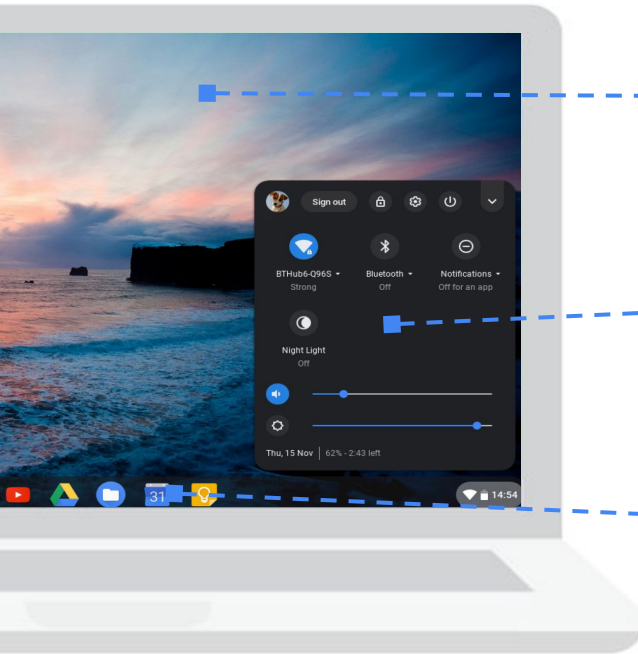 Sign out
BTHub6-Q96S Bluetooth Notifications
Strong Off Off for an app
Night Light
Off
Thu, 15 Nov | 62% - 2:43 left
31
14:54